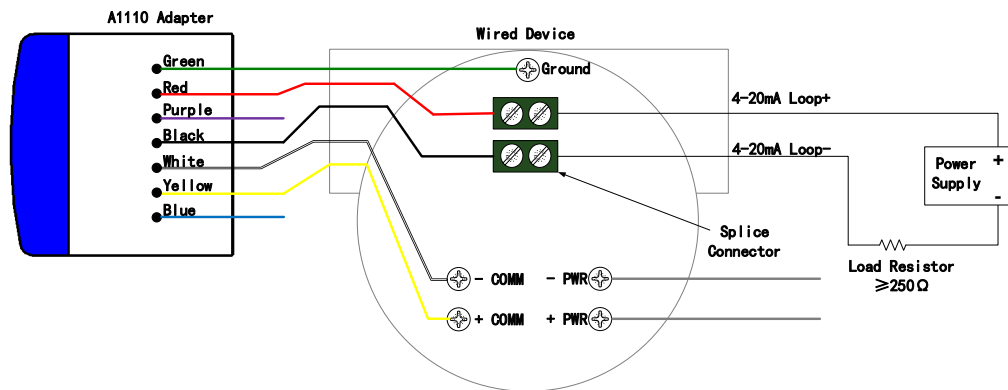 A1110 Adapter
Wired Device
Green
Ground
Red
4-20mA Loop+
Purple
Black
4-20mA Loop-
White
Power
Supply
+
-
Yellow
Blue
Splice
Connector
Load Resistor
≥250Ω
- COMM - PWR
+ COMM + PWR